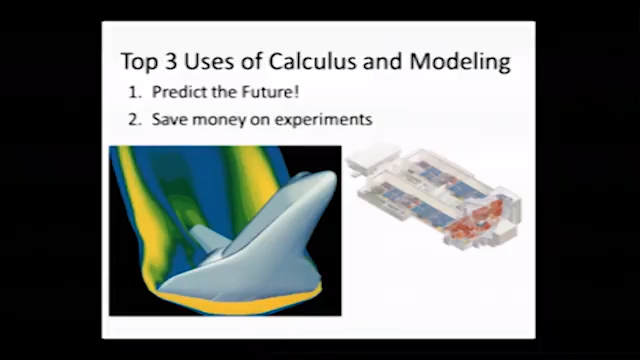 Top 3 Uses of Calculus and Modeling
1. Predict the Future!
2. Save money on experiments